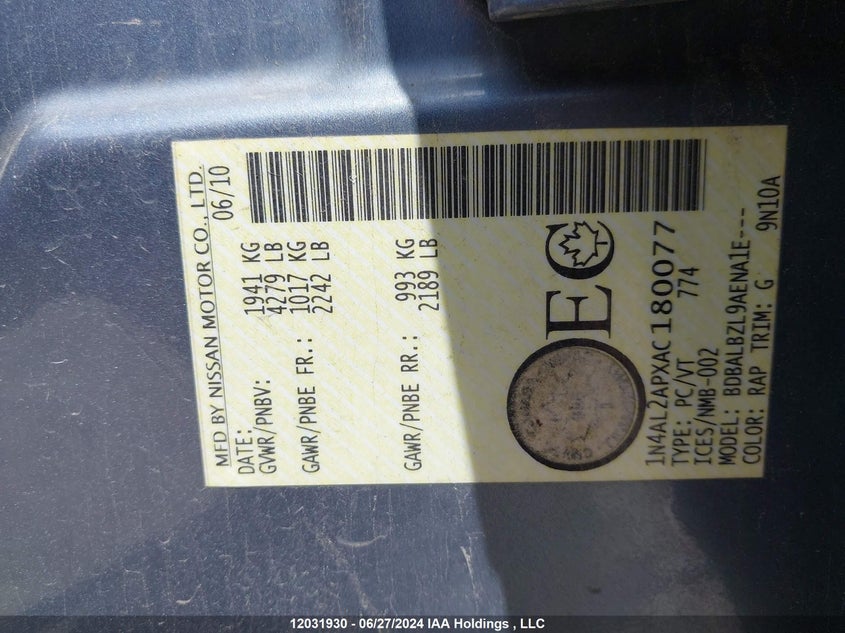 MFD BY NISSAN MOTOR CO., LTD.
DATE: 06/10
GVWR/PNBV: 1941 KG
4279 LB
GAWR/PNBE FR.: 1017 KG
2242 LB
GAWR/PNBE RR.: 993 KG
2189 LB
EC
1N4AL2APXAC180077
TYPE: PC/VT 774
ICES/NMB-002
MODEL: BDBALBZL9AENA1E---
COLOR: RAP TRIM: G 9N10A
12031930 - 06/27/2024 IAA Holdings , LLC